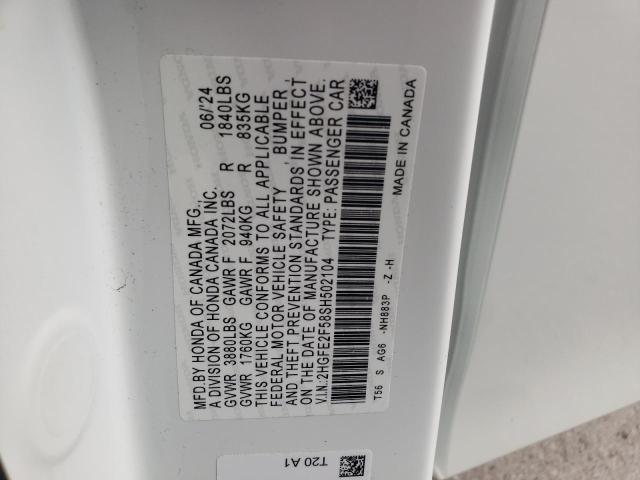 MFD.BY HONDA OF CANADA MFG., 06/'24
A DIVISION OF HONDA CANADA INC.
GVWR 3880LBS GAWR F 2072LBS R 1840LBS
GVWR 1760KG GAWR F 940KG R 835KG
THIS VEHICLE CONFORMS TO ALL APPLICABLE
FEDERAL MOTOR VEHICLE SAFETY , BUMPER ,
AND THEFT PREVENTION STANDARDS IN EFFECT
ON THE DATE OF MANUFACTURE SHOWN ABOVE.
V.I.N.:2HGFE2F58SH502104 TYPE: PASSENGER CAR
T56 S AG6 -NH883P -Z -H MADE IN CANADA
T20 A1